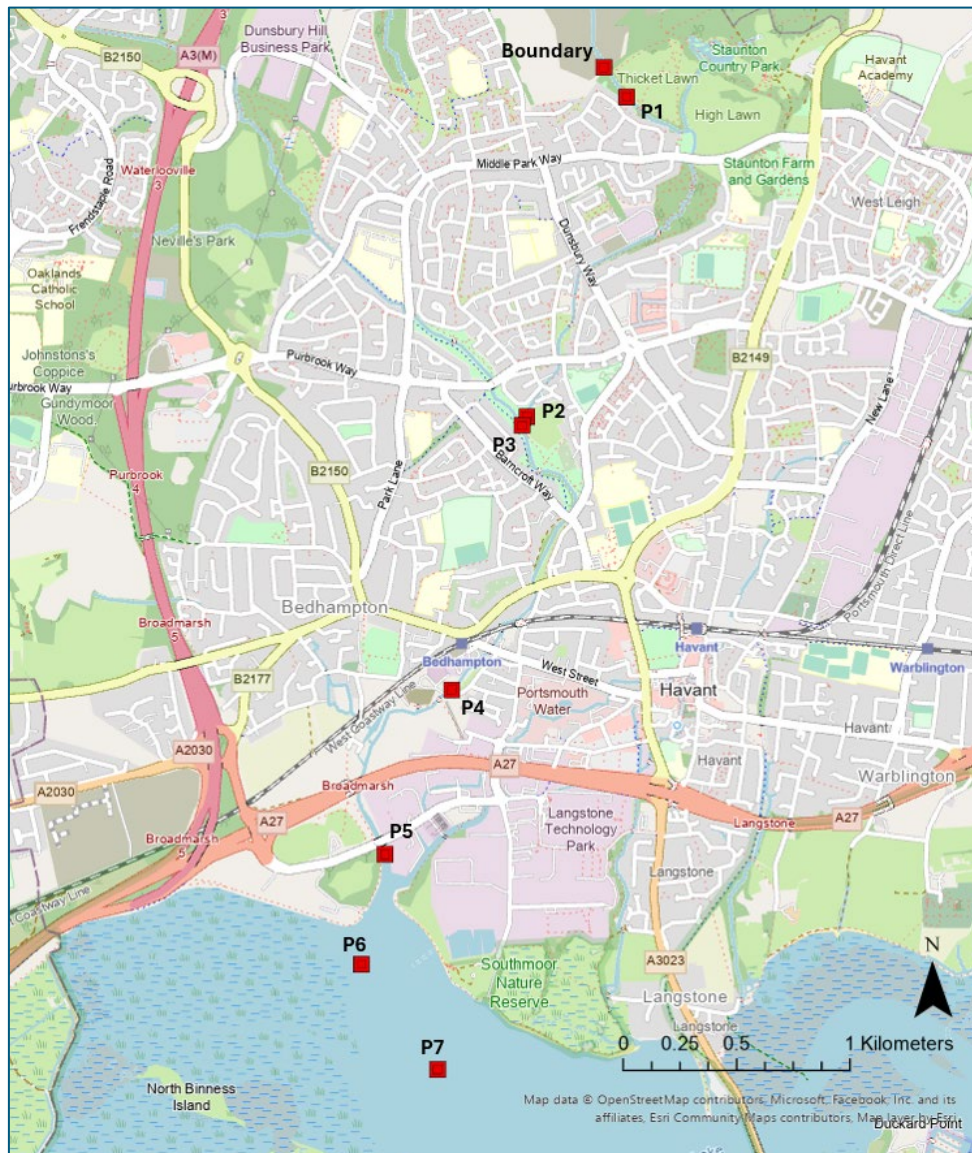 B2150
A3(M)
3
3
Dunsbury Hill
Business Park
Boundary
Staunton
Country Park
Thicket Lawn
Havant
Academy
P1
High Lawn
Middle Park Way
Waterlooville
3
Staunton Farm
and Gardens
West Leigh
Frendstaple Road
Neville's Park
Dunsbury Way
Oaklands
Catholic
School
Johnstons's
Coppice
Purbrook Way
B2149
urbrook Way
Gundymoor
Wood.
New Lane
P2
P3
Barncroft Way
B2150
Park Lane
Purbrook
4
Portsmouth Direct Line
Bedhampton
Broadmarsh
5
Bedhampton
Havant
Warblington
West Street
B2177
P4
Portsmouth
Water
Havant
West Coastway Line
Havant
Havant
A2030
A27
Warblington
A2030
Broadmarsh
A27
Langstone
A27
Broadmarsh
5
Langstone
Technology
Park
P5
Langstone
Coastway Line
P6
Southmoor
Nature
Reserve
A3023
N
Langstone
Langstone
P7
0 0.25 0.5 1 Kilometers
North Binness
Island
Map data © OpenStreetMap contributors, Microsoft, Facebook, Inc. and its
affiliates, Esri Community Maps contributors, Map layer by Esri
Duckard Point